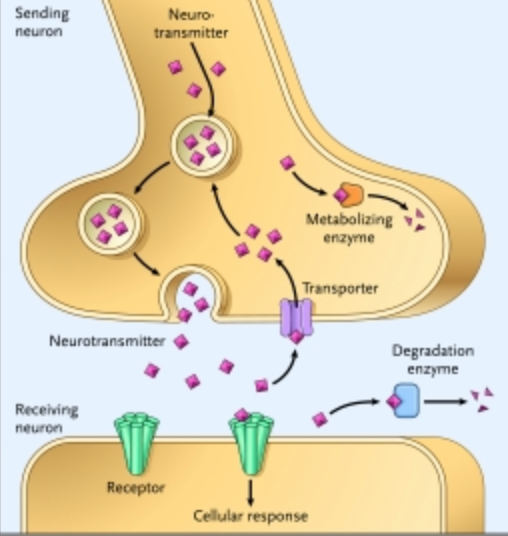 Sending
neuron
Neuro-
transmitter
Metabolizing
enzyme
Transporter
Neurotransmitter
Degradation
enzyme
Receiving
neuron
Receptor
Cellular response